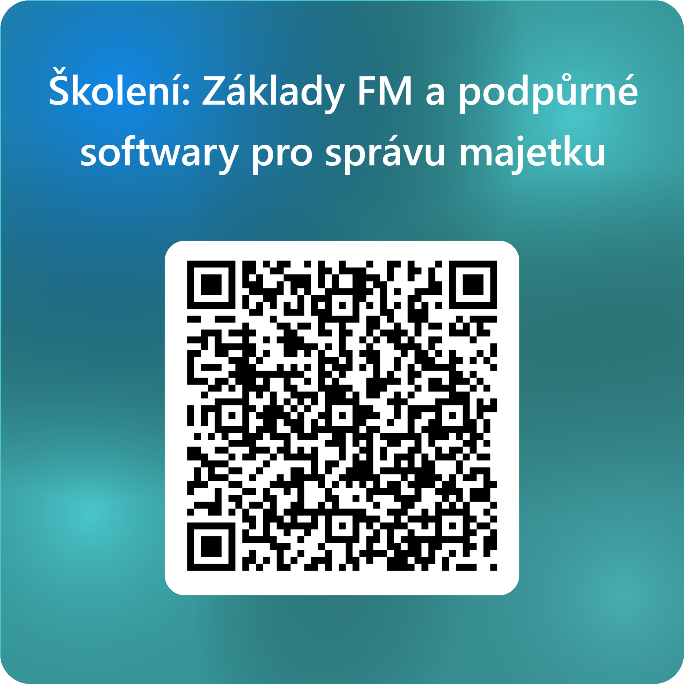 Školení: Základy FM a podpůrné
softwary pro správu majetku